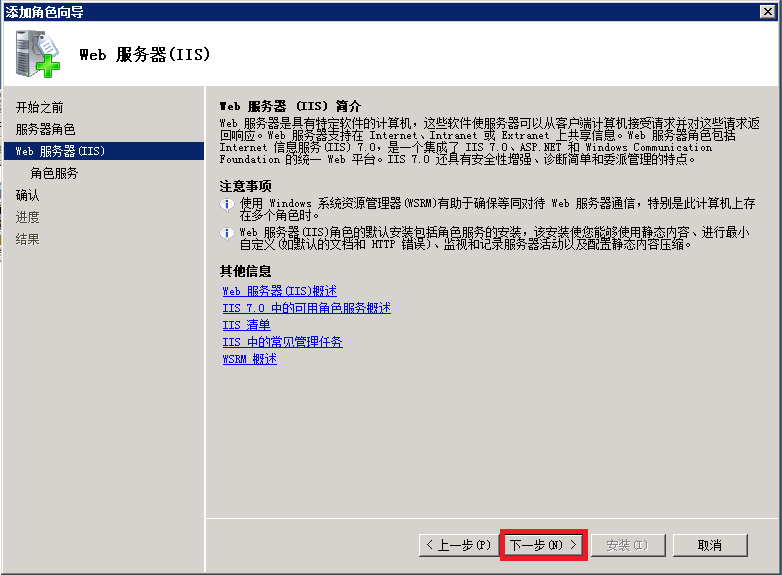 添加角色向导
Web 服务器(IIS)
开始之前
服务器角色
Web 服务器(IIS)
角色服务
确认
进度
结果
Web 服务器 (IIS) 简介
Web 服务器是具有特定软件的计算机，这些软件使服务器可以从客户端计算机接受请求并对这些请求返
回响应。Web 服务器支持在 Internet、Intranet 或 Extranet 上共享信息。Web 服务器角色包括
Internet 信息服务(IIS) 7.0，是一个集成了 IIS 7.0、ASP.NET 和 Windows Communication
Foundation 的统一 Web 平台。IIS 7.0 还具有安全性增强、诊断简单和委派管理的特点。
注意事项
使用 Windows 系统资源管理器(WSRM)有助于确保等同对待 Web 服务器通信，特别是此计算机上存
在多个角色时。
Web 服务器(IIS)角色的默认安装包括角色服务的安装，该安装使您能够使用静态内容、进行最小
自定义(如默认的文档和 HTTP 错误)、监视和记录服务器活动以及配置静态内容压缩。
其他信息
Web 服务器(IIS)概述
IIS 7.0 中的可用角色服务概述
IIS 清单
IIS 中的常见管理任务
WSRM 概述
< 上一步(P)
下一步(N) >
安装(I)
取消